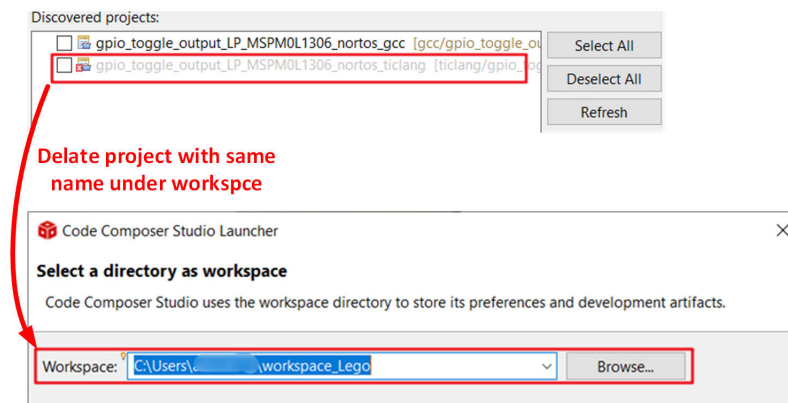 Discovered projects:
gpio_toggle_output_LP_MSPM0L1306_nortos_gcc [gcc/gpio_toggle_ou
Select All
gpio_toggle_output_LP_MSPM0L1306_nortos_ticlang [ticlang/gpio_tog
Deselect All
Refresh
Delate project with same
name under workspce
Code Composer Studio Launcher
Select a directory as workspace
Code Composer Studio uses the workspace directory to store its preferences and development artifacts.
Workspace: C:\Users\ \workspace_Lego Browse...